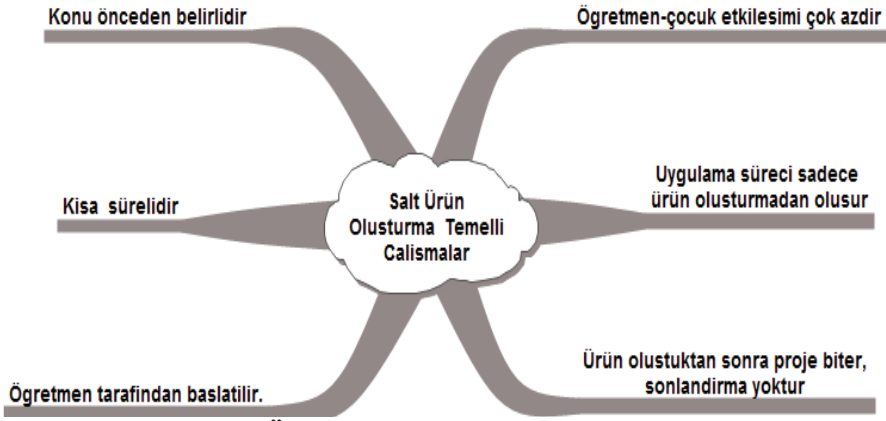 Konu önceden belirlidir
Ögretmen-çocuk etkilesimi çok azdir
Kisa sürelidir
Salt Ürün
Olusturma Temelli
Calismalar
Uygulama süreci sadece
ürün olusturmadan olusur
Ögretmen tarafindan baslatilir.
Ürün olustuktan sonra proje biter,
sonlandirma yoktur